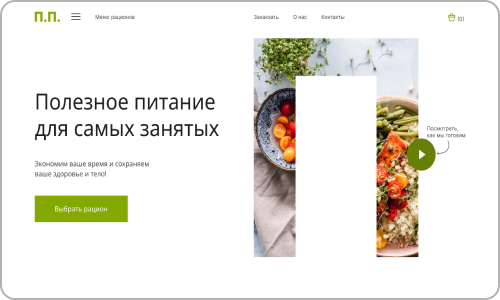 П.П.
Меню рационов
Заказать О нас Контакты
(0)
Полезное питание
для самых занятых
Экономим ваше время и сохраняем
ваше здоровье и тело!
Выбрать рацион
Посмотреть,
как мы готовим